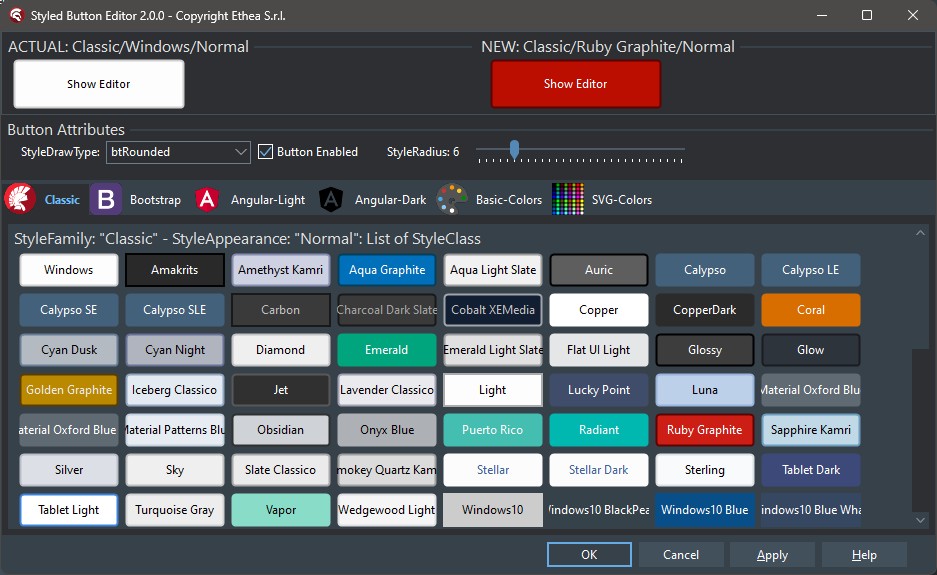 Styled Button Editor 2.0.0 - Copyright Ethea S.r.l.
ACTUAL: Classic/Windows/Normal
NEW: Classic/Ruby Graphite/Normal
Show Editor
Show Editor
Button Attributes
StyleDrawType: btRounded Button Enabled StyleRadius: 6
Classic B Bootstrap A Angular-Light A Angular-Dark Basic-Colors SVG-Colors
StyleFamily: "Classic" - StyleAppearance: "Normal": List of StyleClass
Windows Amakrits Amethyst Kamri Aqua Graphite Aqua Light Slate Auric Calypso Calypso LE
Calypso SE Calypso SLE Carbon Charcoal Dark Slate Cobalt XEMedia Copper CopperDark Coral
Cyan Dusk Cyan Night Diamond Emerald Emerald Light Slate Flat UI Light Glossy Glow
Golden Graphite Iceberg Classico Jet Lavender Classico Light Lucky Point Luna Material Oxford Blu
aterial Oxford Blue Material Patterns Blu Obsidian Onyx Blue Puerto Rico Radiant Ruby Graphite Sapphire Kamri
Silver Sky Slate Classico mokey Quartz Kam Stellar Stellar Dark Sterling Tablet Dark
Tablet Light Turquoise Gray Vapor Wedgewood Light Windows10 indows10 BlackPea Windows10 Blue indows10 Blue Wha
OK Cancel Apply Help